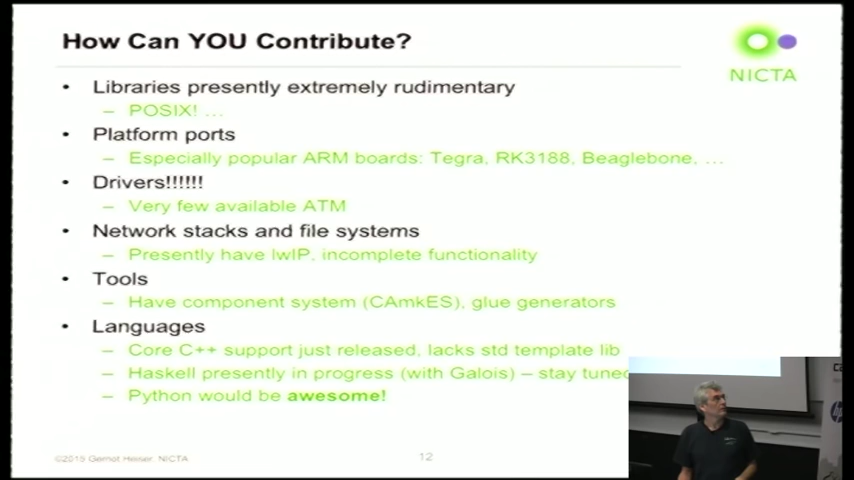 How Can YOU Contribute?
NICTA
• Libraries presently extremely rudimentary
– POSIX! ...
• Platform ports
– Especially popular ARM boards: Tegra, RK3188, Beaglebone, ...
• Drivers!!!!!!
– Very few available ATM
• Network stacks and file systems
– Presently have lwIP, incomplete functionality
• Tools
– Have component system (CAmkES), glue generators
• Languages
– Core C++ support just released, lacks std template lib
– Haskell presently in progress (with Galois) – stay tuned
– Python would be awesome!
©2015 Gernot Heiser, NICTA
12
hp